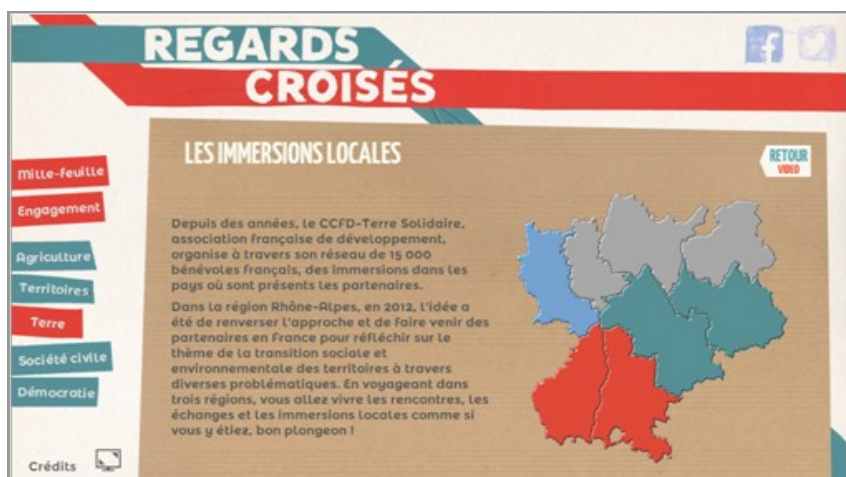 REGARDS
CROISÉS
LES IMMERSIONS LOCALES
RETOUR
VIDEO
Mille-feuille
Engagement
Agriculture
Territoires
Terre
Société civile
Démocratie
Crédits
Depuis des années, le CCFD-Terre Solidaire,
association française de développement,
organise à travers son réseau de 15 000
bénévoles français, des immersions dans les
pays où sont présents les partenaires.
Dans la région Rhône-Alpes, en 2012, l'idée a
été de renverser l'approche et de faire venir des
partenaires en France pour réfléchir sur le
thème de la transition sociale et
environnementale des territoires à travers
diverses problématiques. En voyageant dans
trois régions, vous allez vivre les rencontres, les
échanges et les immersions locales comme si
vous y étiez, bon plongeon !